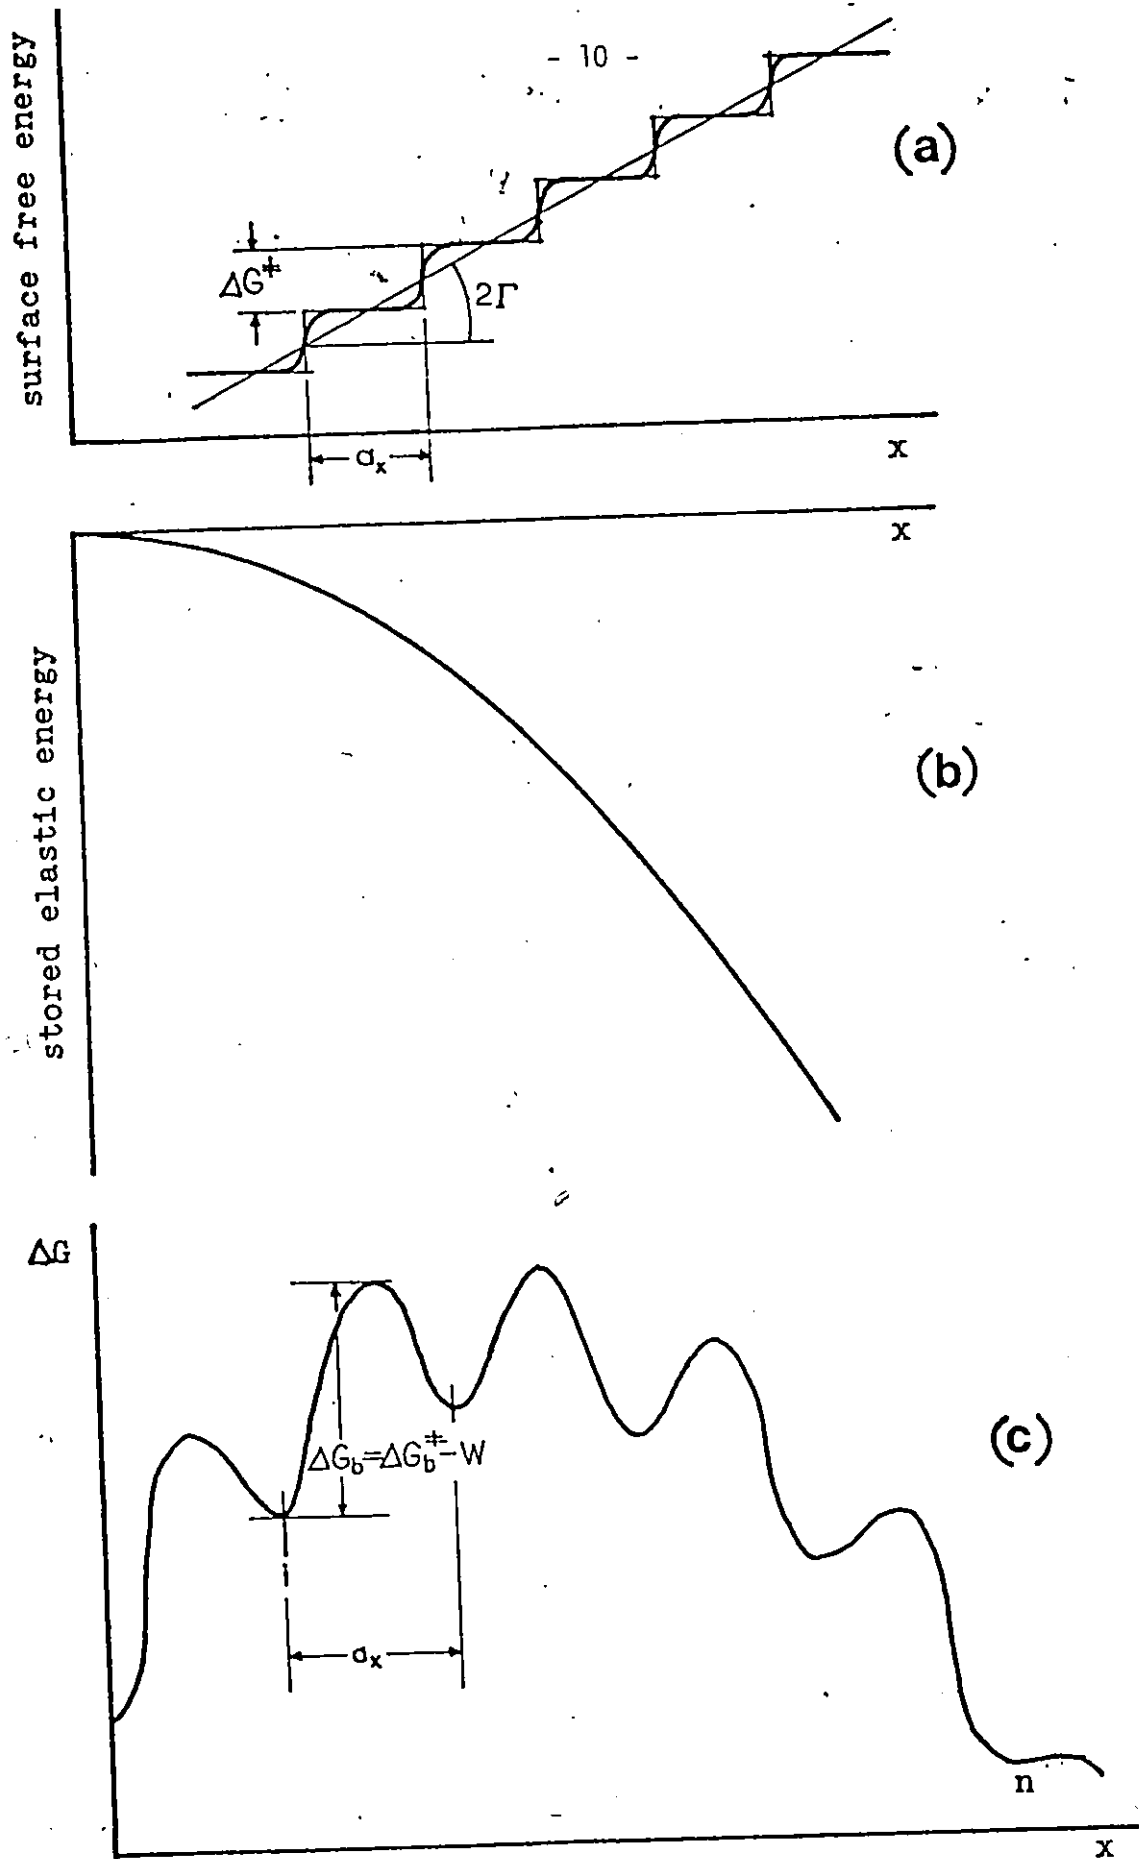 - 10 -
surface free energy
(a)
ΔG‡
2Γ
aₓ
x
x
stored elastic energy
(b)
ΔG
(c)
ΔG_b=ΔG_b‡-W
aₓ
n
x